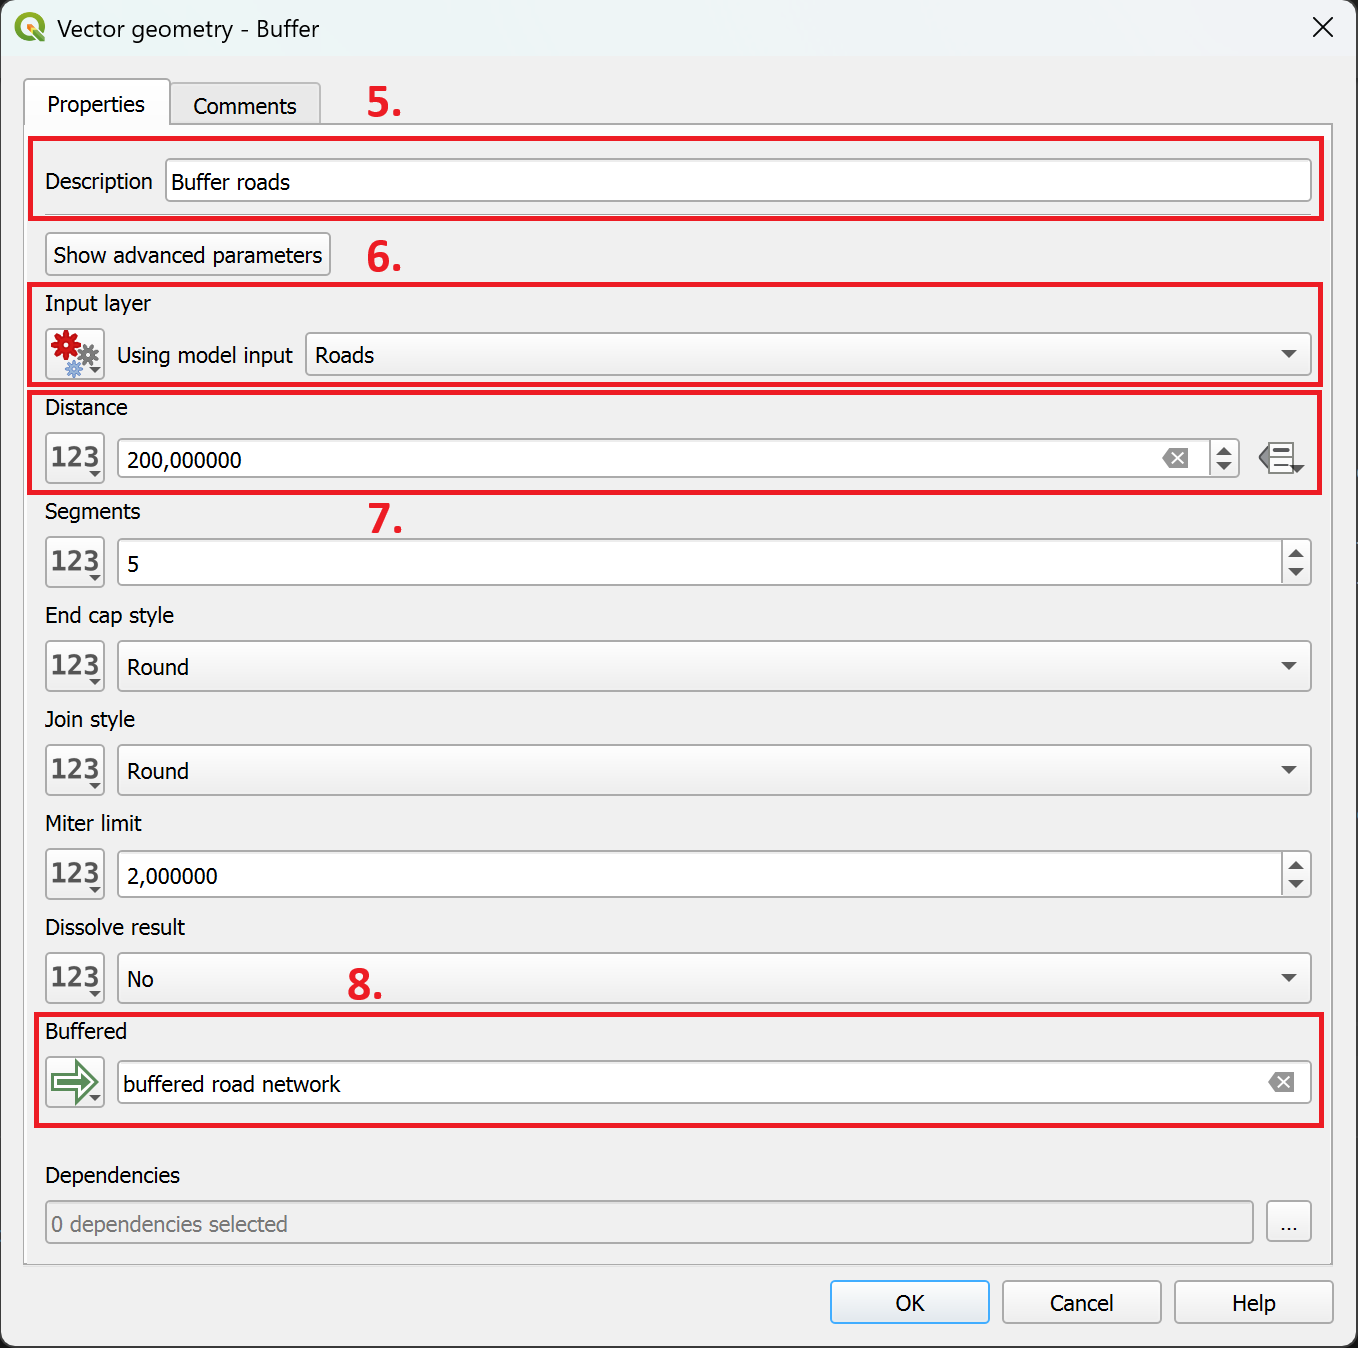 Vector geometry - Buffer
Properties
Comments
5.
Description
Buffer roads
Show advanced parameters
6.
Input layer
Using model input
Roads
Distance
123
200,000000
Segments
7.
123
5
End cap style
123
Round
Join style
123
Round
Miter limit
123
2,000000
Dissolve result
123
No
8.
Buffered
buffered road network
Dependencies
0 dependencies selected
...
OK
Cancel
Help